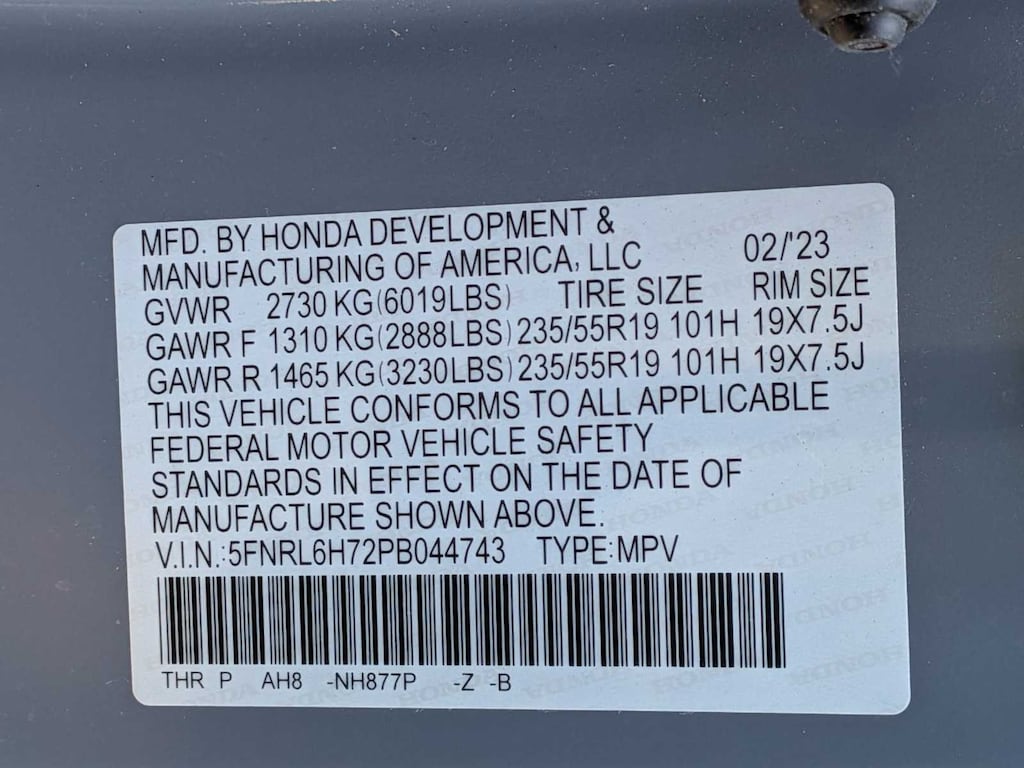 MFD. BY HONDA DEVELOPMENT &
MANUFACTURING OF AMERICA, LLC 02/'23
GVWR 2730 KG(6019LBS) TIRE SIZE RIM SIZE
GAWR F 1310 KG(2888LBS) 235/55R19 101H 19X7.5J
GAWR R 1465 KG(3230LBS) 235/55R19 101H 19X7.5J
THIS VEHICLE CONFORMS TO ALL APPLICABLE
FEDERAL MOTOR VEHICLE SAFETY
STANDARDS IN EFFECT ON THE DATE OF
MANUFACTURE SHOWN ABOVE.
V.I.N.:5FNRL6H72PB044743 TYPE:MPV
THR P AH8 -NH877P -Z -B